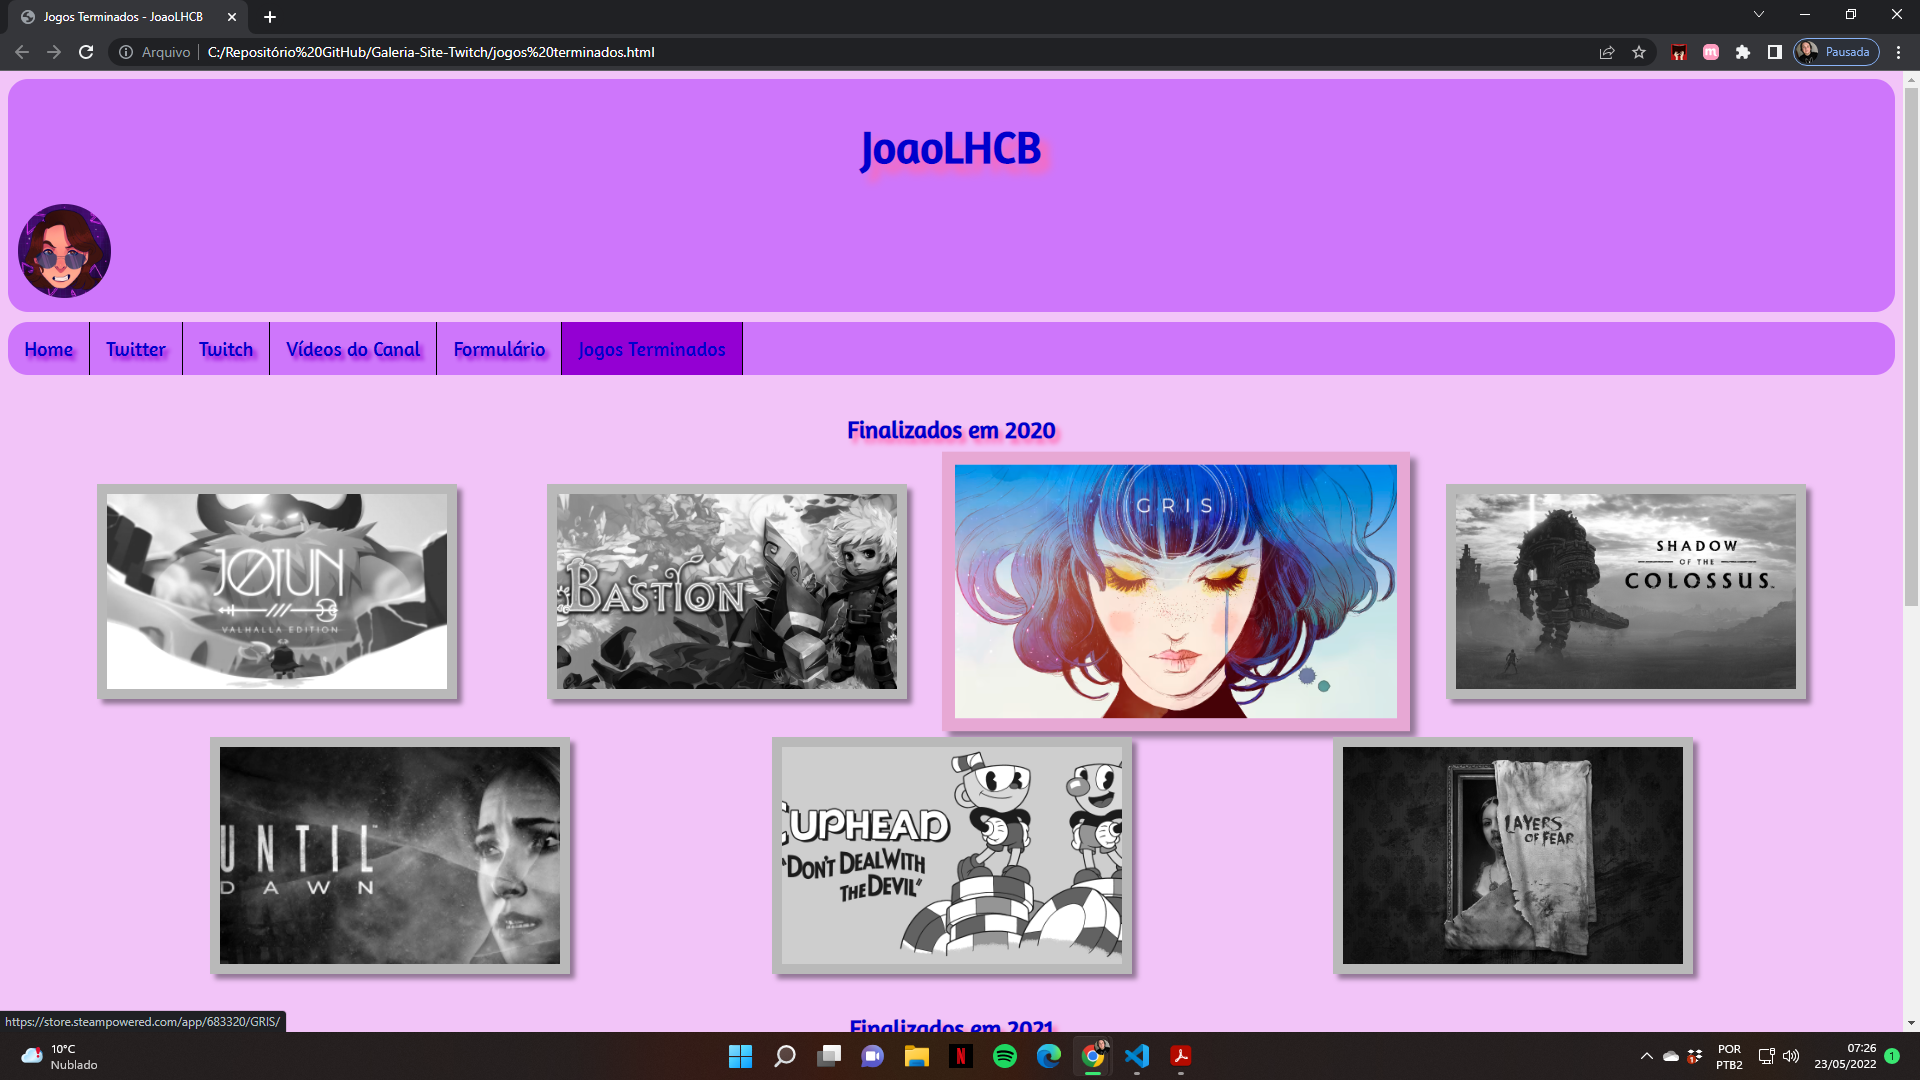 Jogos Terminados - JoaoLHCB
Arquivo
C:/Repositório%20GitHub/Galeria-Site-Twitch/jogos%20terminados.html
Pausada
JoaoLHCB
Home
Twitter
Twitch
Vídeos do Canal
Formulário
Jogos Terminados
Finalizados em 2020
JOTUN
VALHALLA EDITION
BASTION
GRIS
SHADOW
OF THE
COLOSSUS
UNTIL
DAWN
CUPHEAD
"DON'T DEAL WITH
THE DEVIL"
LAYERS
OF FEAR
Finalizados em 2021
https://store.steampowered.com/app/683320/GRIS/
10°C
Nublado
POR
PTB2
07:26
23/05/2022
1